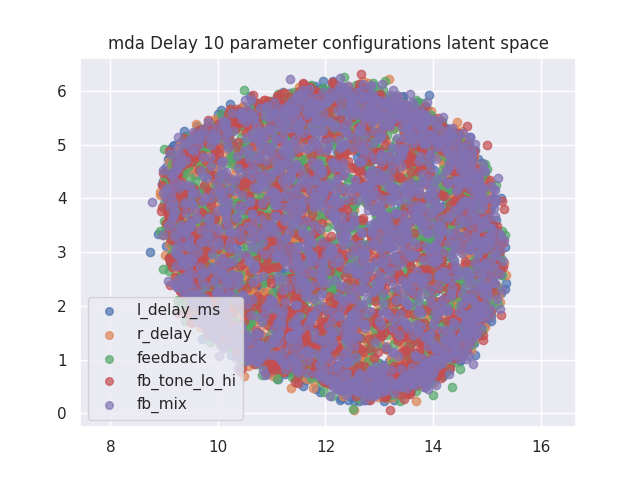 mda Delay 10 parameter configurations latent space
6
5
4
3
2
1
0
l_delay_ms
r_delay
feedback
fb_tone_lo_hi
fb_mix
8 10 12 14 16